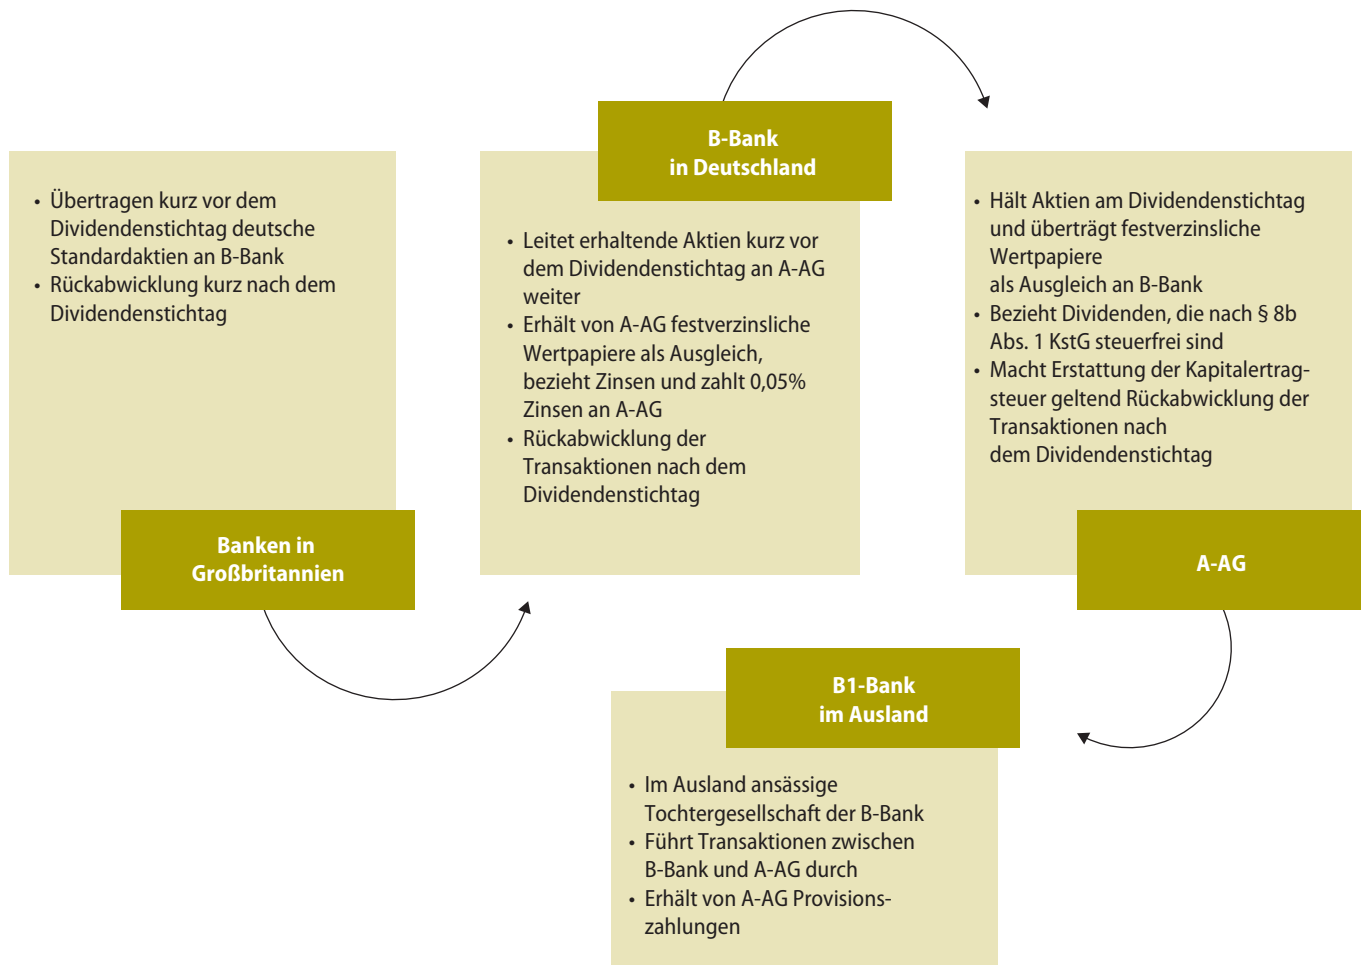 • Übertragen kurz vor dem
Dividendenstichtag deutsche
Standardaktien an B-Bank
• Rückabwicklung kurz nach dem
Dividendenstichtag
Banken in
Großbritannien
B-Bank
in Deutschland
• Leitet erhaltende Aktien kurz vor
dem Dividendenstichtag an A-AG
weiter
• Erhält von A-AG festverzinsliche
Wertpapiere als Ausgleich,
bezieht Zinsen und zahlt 0,05%
Zinsen an A-AG
• Rückabwicklung der
Transaktionen nach dem
Dividendenstichtag
• Hält Aktien am Dividendenstichtag
und überträgt festverzinsliche
Wertpapiere
als Ausgleich an B-Bank
• Bezieht Dividenden, die nach § 8b
Abs. 1 KstG steuerfrei sind
• Macht Erstattung der Kapitalertrag-
steuer geltend Rückabwicklung der
Transaktionen nach
dem Dividendenstichtag
A-AG
B1-Bank
im Ausland
• Im Ausland ansässige
Tochtergesellschaft der B-Bank
• Führt Transaktionen zwischen
B-Bank und A-AG durch
• Erhält von A-AG Provisions-
zahlungen